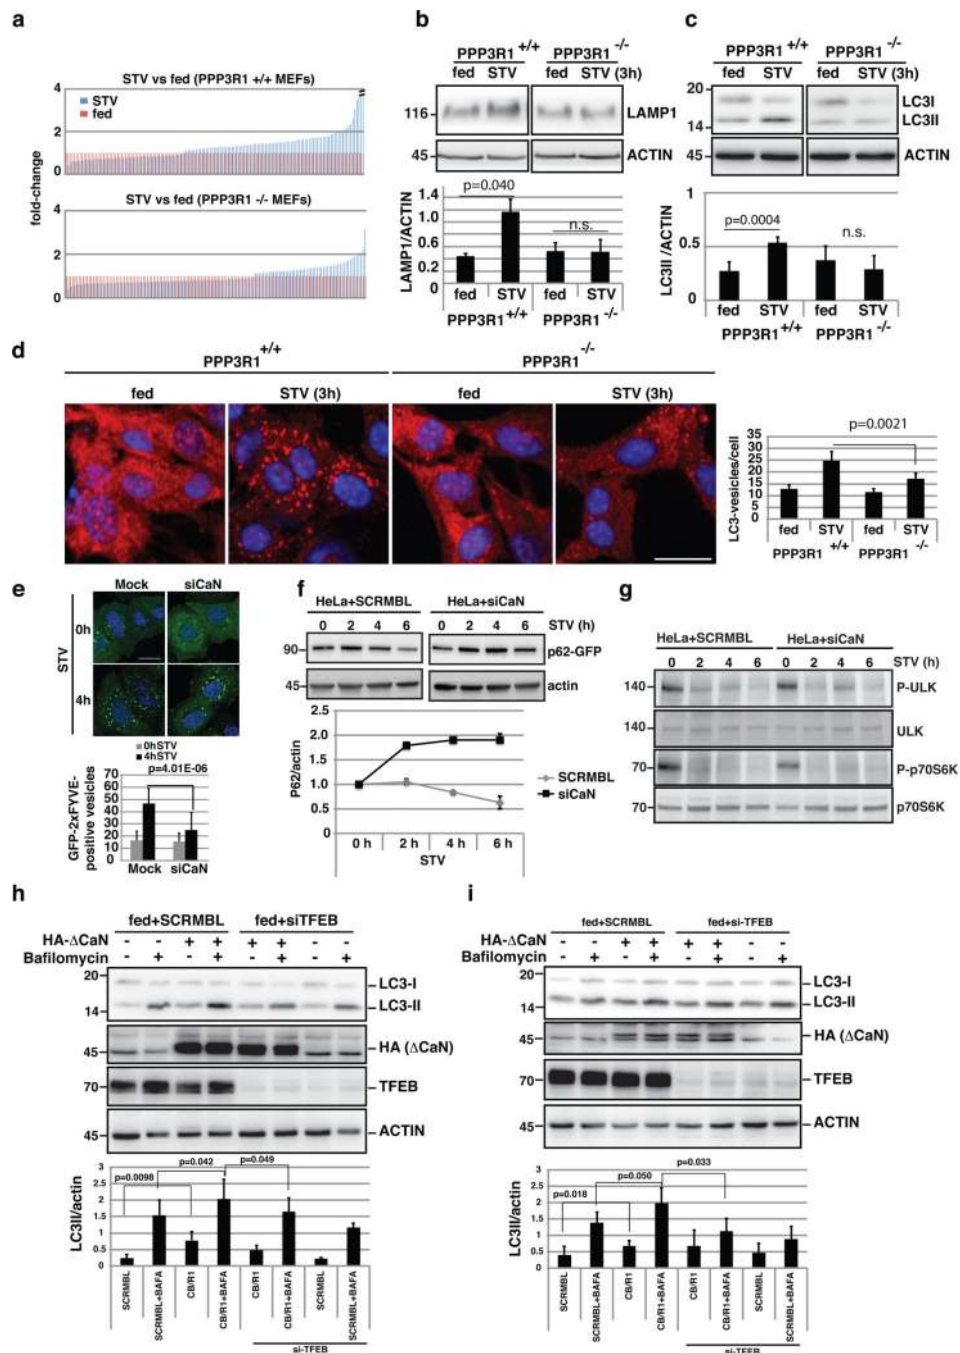 a
STV vs fed (PPP3R1 +/+ MEFs)
STV
fed
4
2
0
fold-change
STV vs fed (PPP3R1 -/- MEFs)
4
2
0
b
PPP3R1 +/+ PPP3R1 -/-
fed STV fed STV (3h)
116 LAMP1
45 ACTIN
p=0.040
n.s.
LAMP1/ACTIN
1.4
1.0
0.6
0.2
0
fed STV fed STV
PPP3R1 +/+ PPP3R1 -/-
c
PPP3R1 +/+ PPP3R1 -/-
fed STV fed STV (3h)
20
LC3I
14 LC3II
45 ACTIN
LC3II/ACTIN
1
p=0.0004 n.s.
0.5
0
fed STV fed STV
PPP3R1 +/+ PPP3R1 -/-
d
PPP3R1 +/+ PPP3R1 -/-
fed STV (3h) fed STV (3h)
p=0.0021
LC3-vesicles/cell
35
30
25
20
15
10
5
0
fed STV fed STV
PPP3R1 +/+ PPP3R1 -/-
e
Mock siCaN
STV
0h
4h
0hSTV
4hSTV
p=4.01E-06
GFP-2xFYVE-positive vesicles
70
60
50
40
30
20
10
0
Mock siCaN
f
HeLa+SCRMBL HeLa+siCaN
0 2 4 6 0 2 4 6 STV (h)
90 p62-GFP
45 actin
P62/actin
2.5
2.0
1.5
1.0
0.5
0
SCRMBL
siCaN
0 h 2 h 4 h 6 h
STV
g
HeLa+SCRMBL HeLa+siCaN
0 2 4 6 0 2 4 6 STV (h)
140 P-ULK
140 ULK
70 P-p70S6K
70 p70S6K
h
fed+SCRMBL fed+siTFEB
HA-ΔCaN - - + + + + - -
Bafilomycin - + - + - + - +
20
LC3-I
14 LC3-II
45 HA (ΔCaN)
70 TFEB
45 ACTIN
p=0.042 p=0.049
p=0.0098
LC3II/actin
3
2.5
2
1.5
1
0.5
0
SCRMBL
SCRMBL+BAFA
CB/R1
CB/R1+BAFA
CB/R1
CB/R1+BAFA
SCRMBL
SCRMBL+BAFA
si-TFEB
i
fed+SCRMBL fed+si-TFEB
HA-ΔCaN - - + + + + - -
Bafilomycin - + - + - + - +
20
LC3-I
14 LC3-II
45 HA (ΔCaN)
70 TFEB
45 ACTIN
p=0.050 p=0.033
p=0.018
LC3II/actin
3
2.5
2
1.5
1
0.5
0
SCRMBL
SCRMBL+BAFA
CB/R1
CB/R1+BAFA
CB/R1
CB/R1+BAFA
SCRMBL
SCRMBL+BAFA
si-TFEB